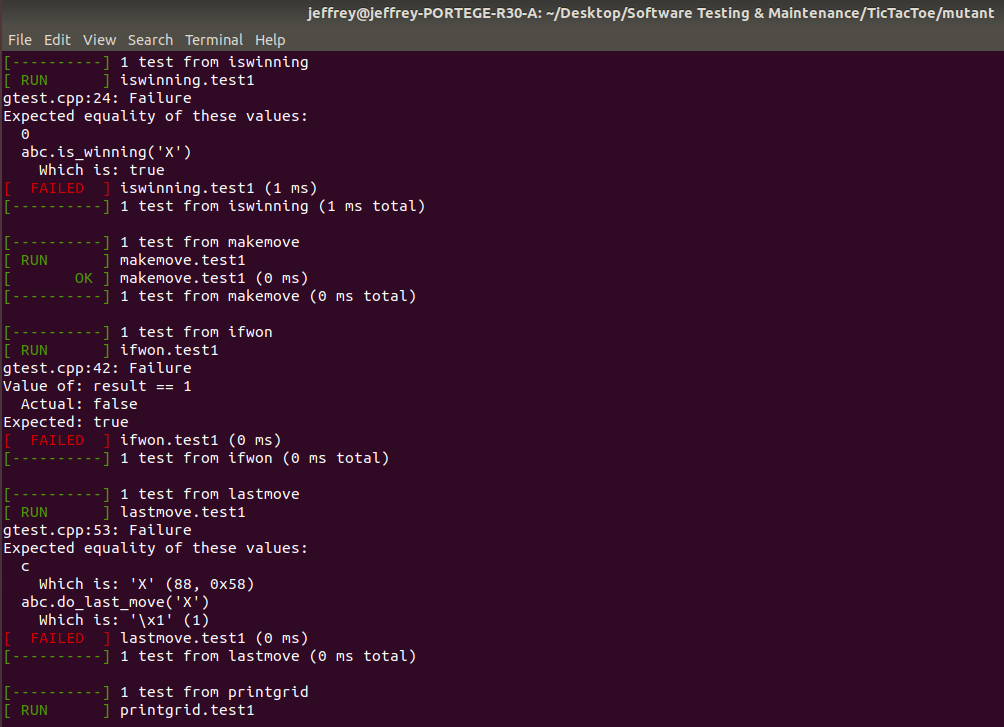 jeffrey@jeffrey-PORTEGE-R30-A: ~/Desktop/Software Testing & Maintenance/TicTacToe/mutant
File Edit View Search Terminal Help
[----------] 1 test from iswinning
[ RUN      ] iswinning.test1
gtest.cpp:24: Failure
Expected equality of these values:
  0
  abc.is_winning('X')
    Which is: true
[  FAILED  ] iswinning.test1 (1 ms)
[----------] 1 test from iswinning (1 ms total)

[----------] 1 test from makemove
[ RUN      ] makemove.test1
[       OK ] makemove.test1 (0 ms)
[----------] 1 test from makemove (0 ms total)

[----------] 1 test from ifwon
[ RUN      ] ifwon.test1
gtest.cpp:42: Failure
Value of: result == 1
  Actual: false
Expected: true
[  FAILED  ] ifwon.test1 (0 ms)
[----------] 1 test from ifwon (0 ms total)

[----------] 1 test from lastmove
[ RUN      ] lastmove.test1
gtest.cpp:53: Failure
Expected equality of these values:
  c
    Which is: 'X' (88, 0x58)
  abc.do_last_move('X')
    Which is: '\x1' (1)
[  FAILED  ] lastmove.test1 (0 ms)
[----------] 1 test from lastmove (0 ms total)

[----------] 1 test from printgrid
[ RUN      ] printgrid.test1